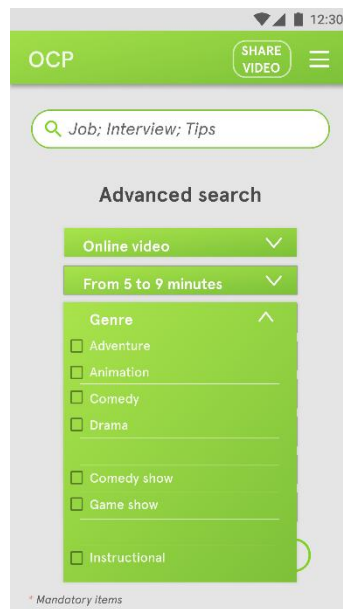 12:30
OCP
SHARE
VIDEO
Job; Interview; Tips
Advanced search
Online video
From 5 to 9 minutes
Genre
Adventure
Animation
Comedy
Drama
Comedy show
Game show
Instructional
* Mandatory items